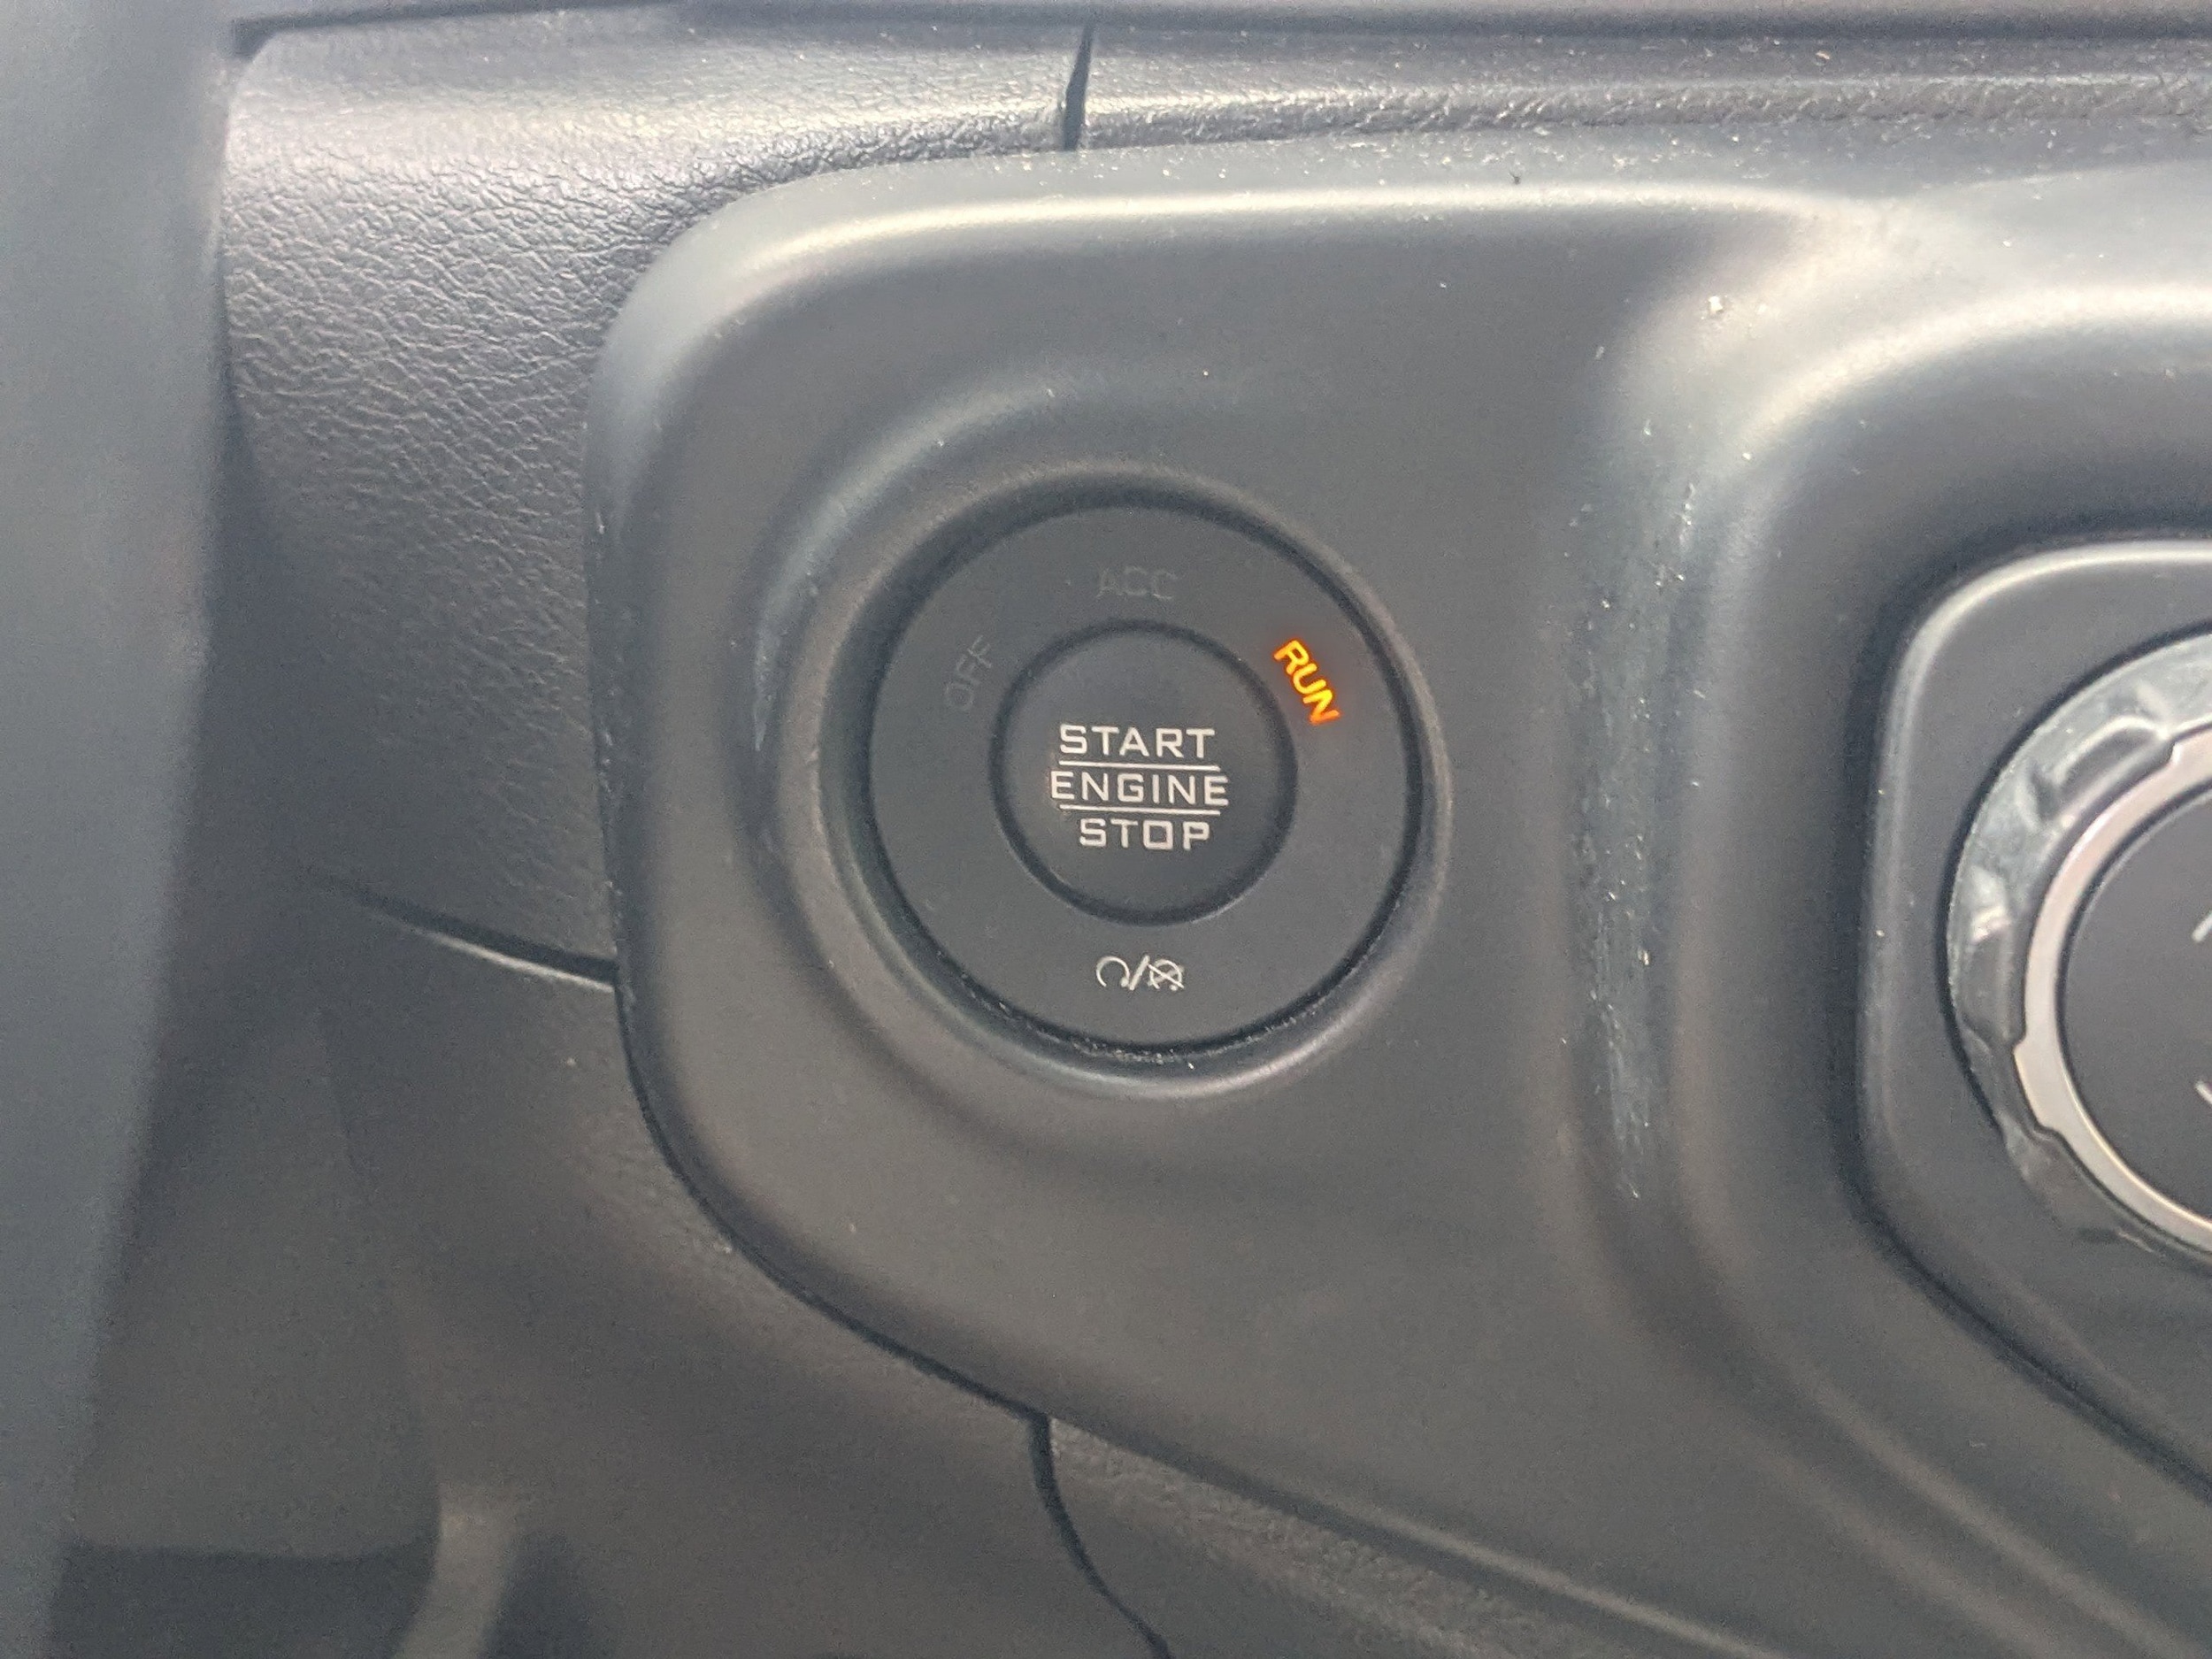 ACC
OFF
RUN
START
ENGINE
STOP